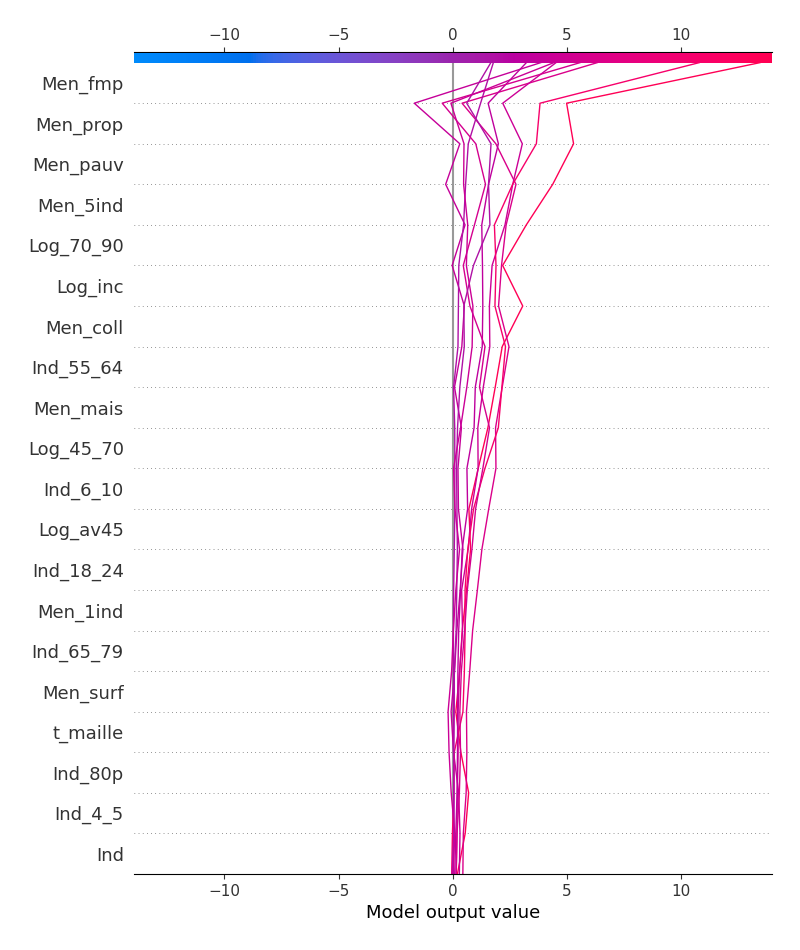 −10 −5 0 5 10
Men_fmp
Men_prop
Men_pauv
Men_5ind
Log_70_90
Log_inc
Men_coll
Ind_55_64
Men_mais
Log_45_70
Ind_6_10
Log_av45
Ind_18_24
Men_1ind
Ind_65_79
Men_surf
t_maille
Ind_80p
Ind_4_5
Ind
−10 −5 0 5 10
Model output value